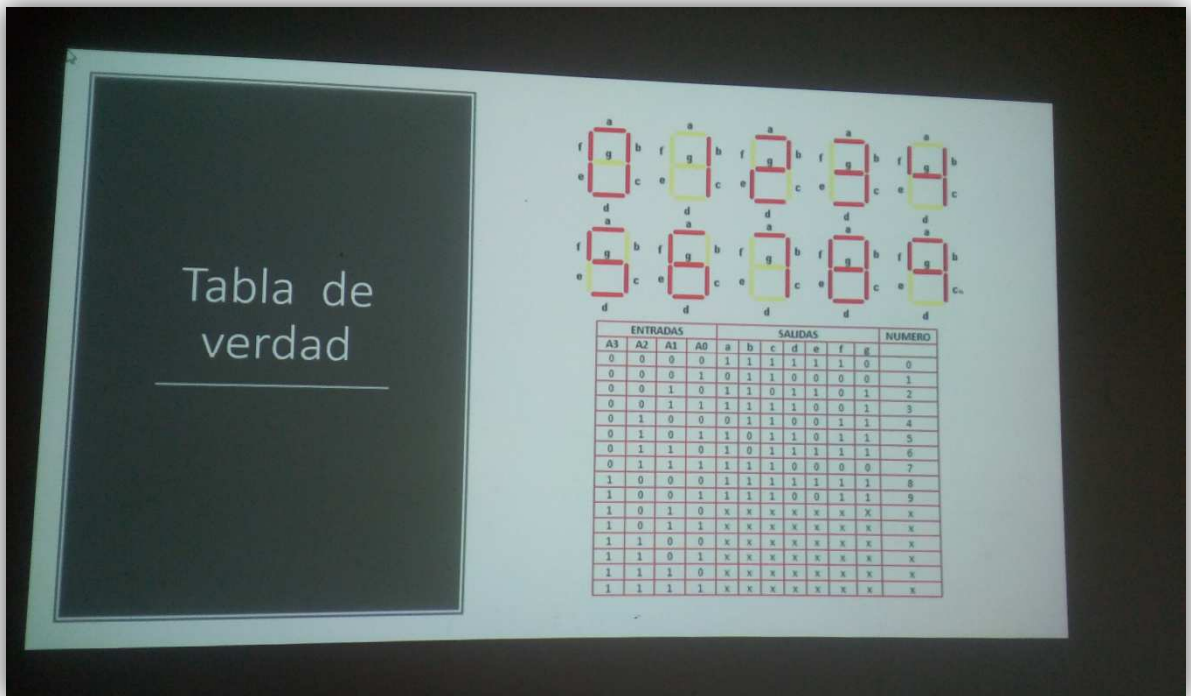 Tabla de
verdad
a a a a a
f g b f g b f g b f g b f g b
e c e c e c e c e c
d d d d d
a a a a a
f g b f g b f g b f g b f g b
e c e c e c e c e c
d d d d d
ENTRADAS SALIDAS NUMERO
A3 A2 A1 A0 a b c d e f g
0 0 0 0 1 1 1 1 1 1 0 0
0 0 0 1 0 1 1 0 0 0 0 1
0 0 1 0 1 1 0 1 1 0 1 2
0 0 1 1 1 1 1 1 0 0 1 3
0 1 0 0 0 1 1 0 0 1 1 4
0 1 0 1 1 0 1 1 0 1 1 5
0 1 1 0 1 0 1 1 1 1 1 6
0 1 1 1 1 1 1 0 0 0 0 7
1 0 0 0 1 1 1 1 1 1 1 8
1 0 0 1 1 1 1 0 0 1 1 9
1 0 1 0 x x x x x x X x
1 0 1 1 x x x x x x x x
1 1 0 0 x x x x x x x x
1 1 0 1 x x x x x x x x
1 1 1 0 x x x x x x x x
1 1 1 1 x x x x x x x x